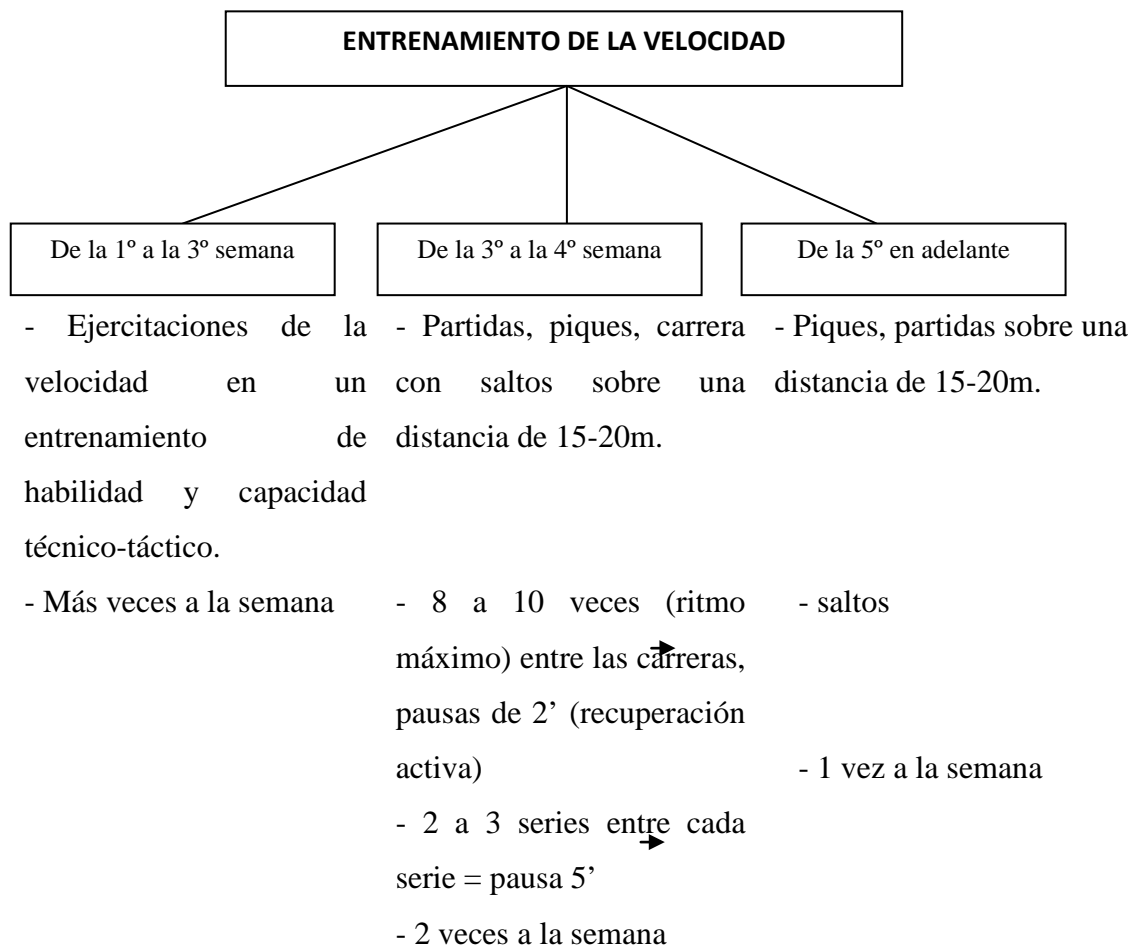 ENTRENAMIENTO DE LA VELOCIDAD
De la 1º a la 3º semana
De la 3º a la 4º semana
De la 5º en adelante
- Ejercitaciones de la
velocidad en un
entrenamiento de
habilidad y capacidad
técnico-táctico.
- Más veces a la semana
- Partidas, piques, carrera
con saltos sobre una
distancia de 15-20m.
- 8 a 10 veces (ritmo
máximo) entre las carreras,
pausas de 2’ (recuperación
activa)
- 2 a 3 series entre cada
serie = pausa 5’
- 2 veces a la semana
- Piques, partidas sobre una
distancia de 15-20m.
- saltos
- 1 vez a la semana